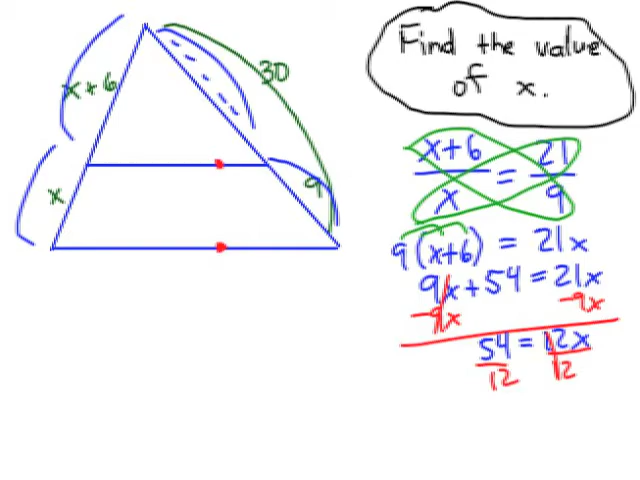 Find the value
of x.
x+6
30
x
9
x+6 / x = 21 / 9
9(x+6) = 21x
9x+54 = 21x
-9x -9x
54 = 12x
12 12